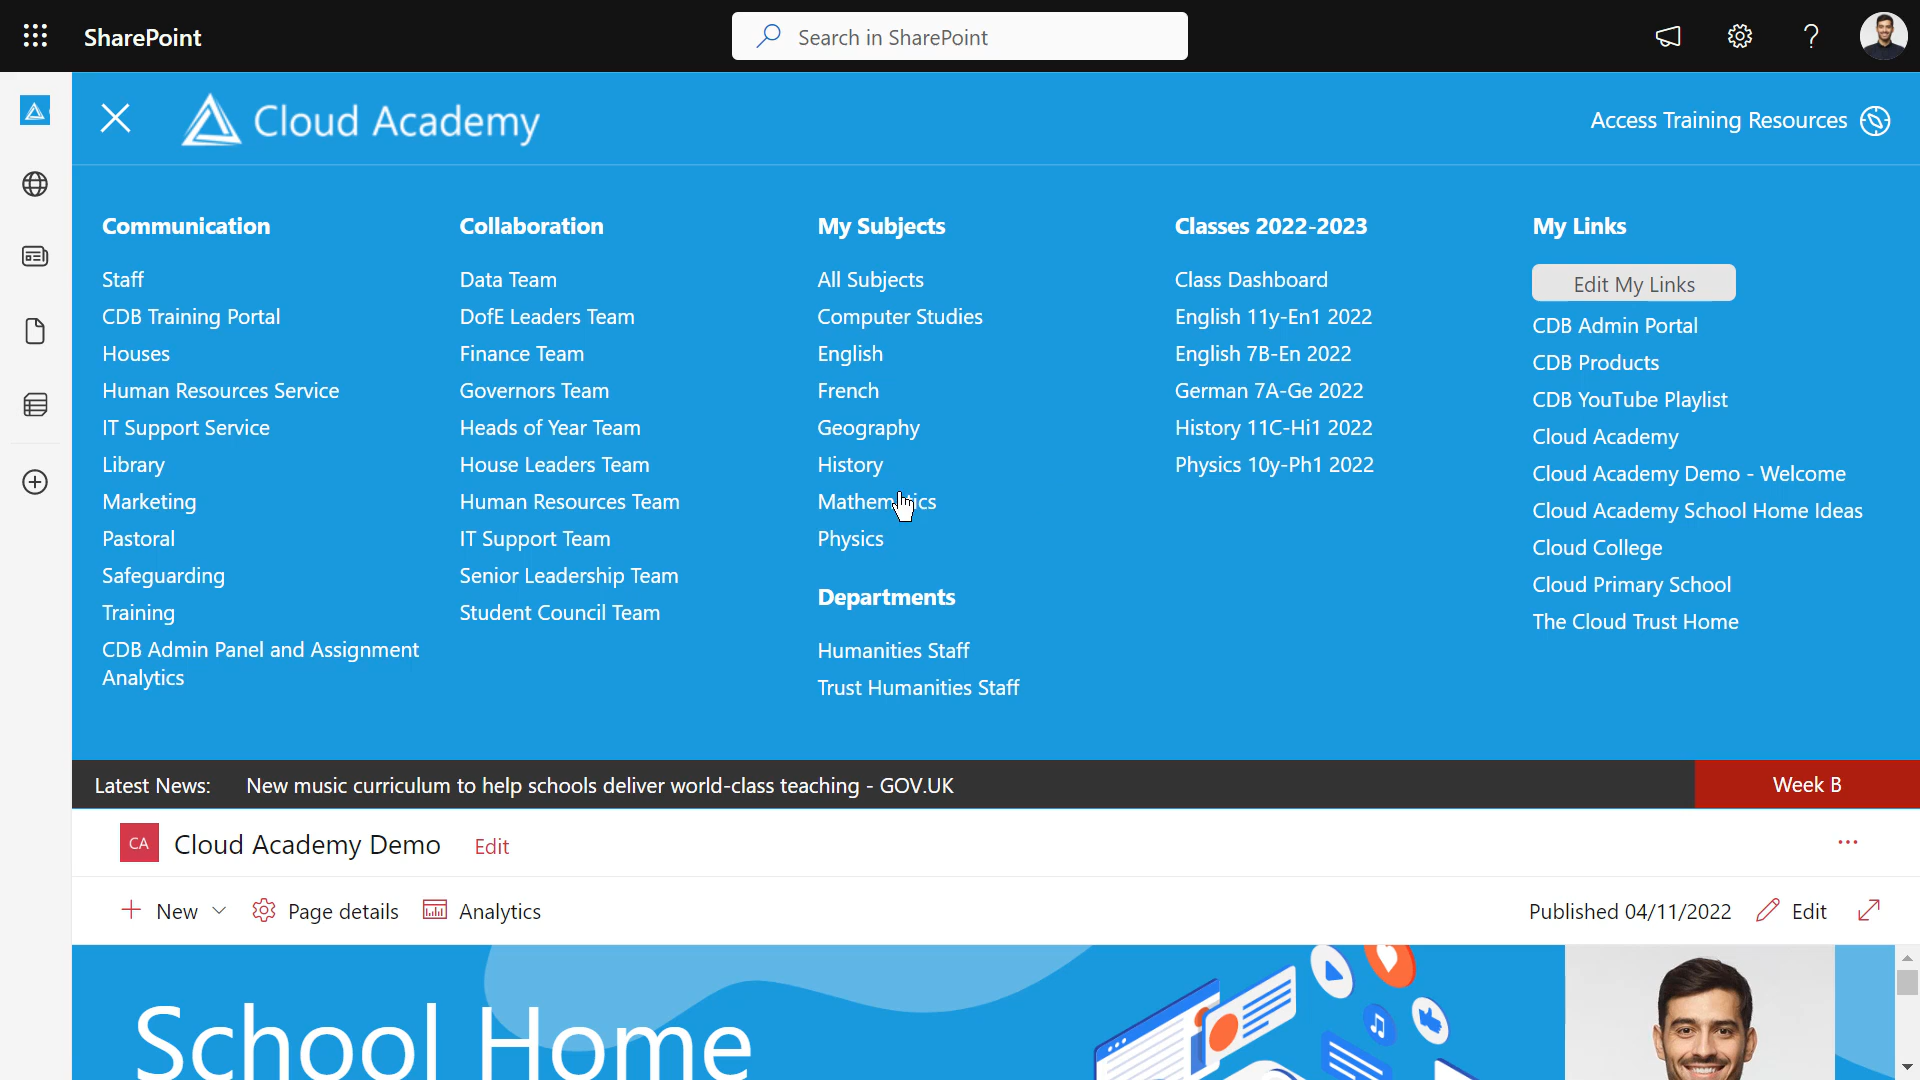 SharePoint
Search in SharePoint
Cloud Academy
Access Training Resources
Communication
Staff
CDB Training Portal
Houses
Human Resources Service
IT Support Service
Library
Marketing
Pastoral
Safeguarding
Training
CDB Admin Panel and Assignment
Analytics
Collaboration
Data Team
DofE Leaders Team
Finance Team
Governors Team
Heads of Year Team
House Leaders Team
Human Resources Team
IT Support Team
Senior Leadership Team
Student Council Team
My Subjects
All Subjects
Computer Studies
English
French
Geography
History
Mathematics
Physics
Departments
Humanities Staff
Trust Humanities Staff
Classes 2022-2023
Class Dashboard
English 11y-En1 2022
English 7B-En 2022
German 7A-Ge 2022
History 11C-Hi1 2022
Physics 10y-Ph1 2022
My Links
Edit My Links
CDB Admin Portal
CDB Products
CDB YouTube Playlist
Cloud Academy
Cloud Academy Demo - Welcome
Cloud Academy School Home Ideas
Cloud College
Cloud Primary School
The Cloud Trust Home
Latest News: New music curriculum to help schools deliver world-class teaching - GOV.UK
Week B
CA Cloud Academy Demo Edit
New Page details Analytics
Published 04/11/2022 Edit
School Home